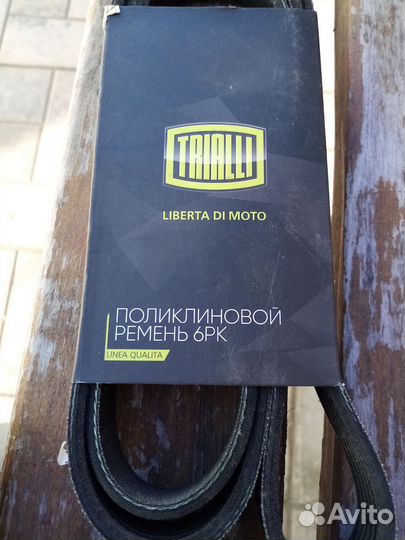 TRIALLI
LIBERTA DI MOTO
ПОЛИКЛИНОВОЙ
РЕМЕНЬ 6РК
LINEA QUALITA
Avito